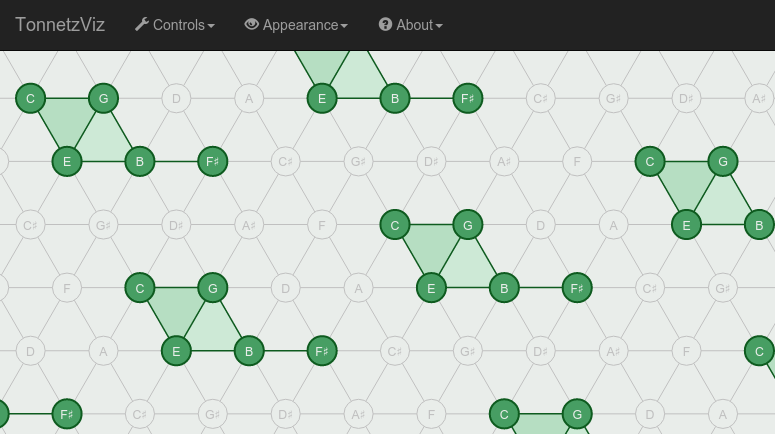 TonnetzViz Controls Appearance About
C G D A E B F♯ C♯ G♯ D♯ A♯
E B F♯ C♯ G♯ D♯ A♯ F C G
C♯ G♯ D♯ A♯ F C G D A E B
F C G D A E B F♯ C♯ G♯
D A E B F♯ C♯ G♯ D♯ A♯ F C
F♯ C♯ G♯ D♯ A♯ F C G D A